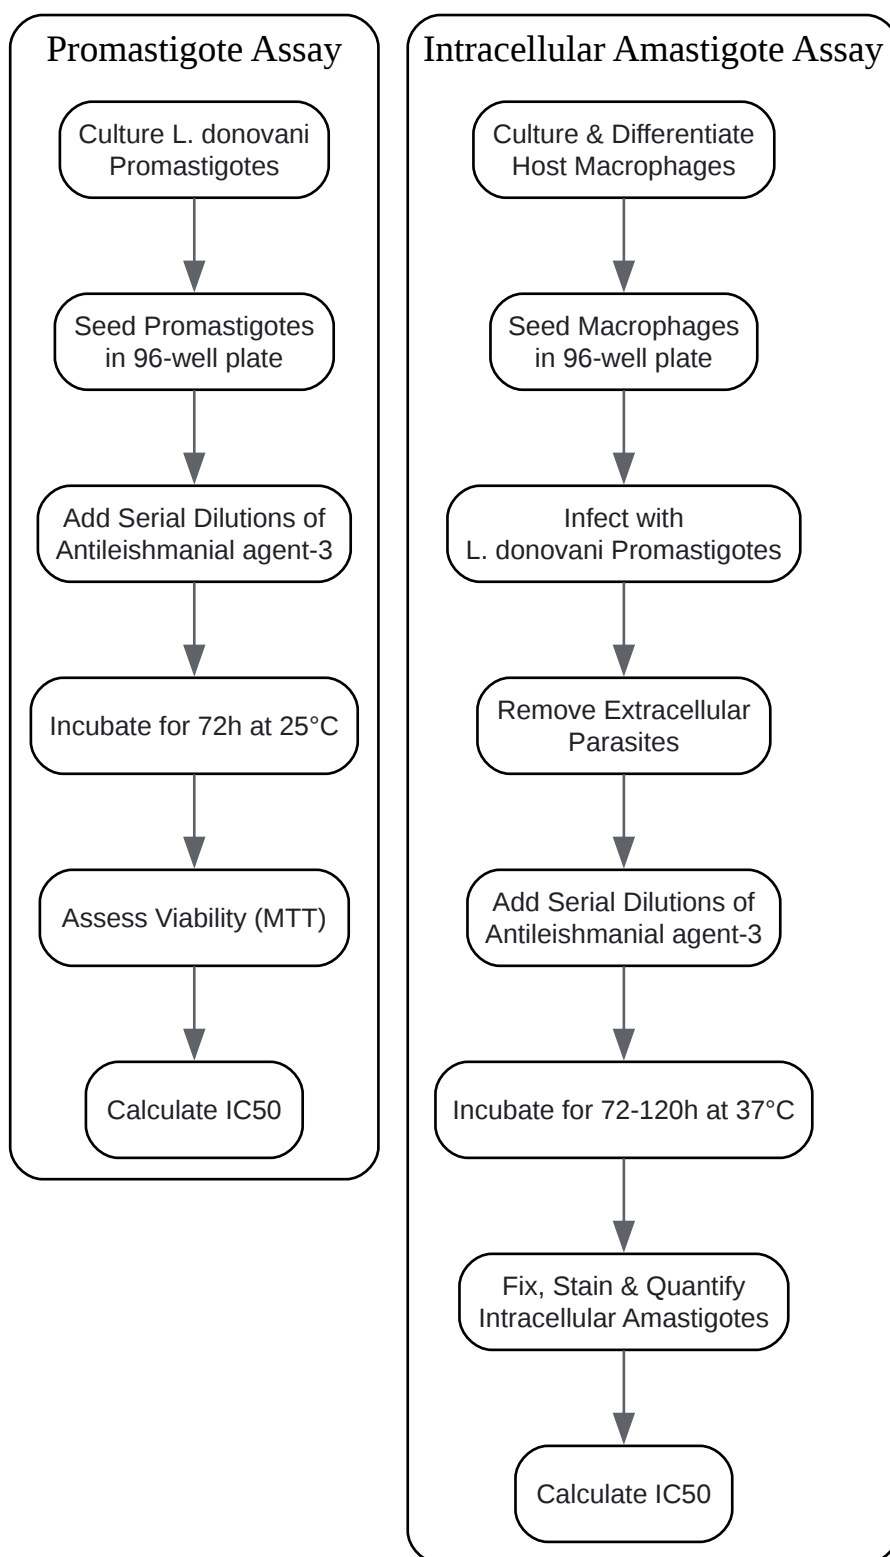 Promastigote Assay
Culture L. donovani
Promastigotes
Seed Promastigotes
in 96-well plate
Add Serial Dilutions of
Antileishmanial agent-3
Incubate for 72h at 25°C
Assess Viability (MTT)
Calculate IC50
Intracellular Amastigote Assay
Culture & Differentiate
Host Macrophages
Seed Macrophages
in 96-well plate
Infect with
L. donovani Promastigotes
Remove Extracellular
Parasites
Add Serial Dilutions of
Antileishmanial agent-3
Incubate for 72-120h at 37°C
Fix, Stain & Quantify
Intracellular Amastigotes
Calculate IC50